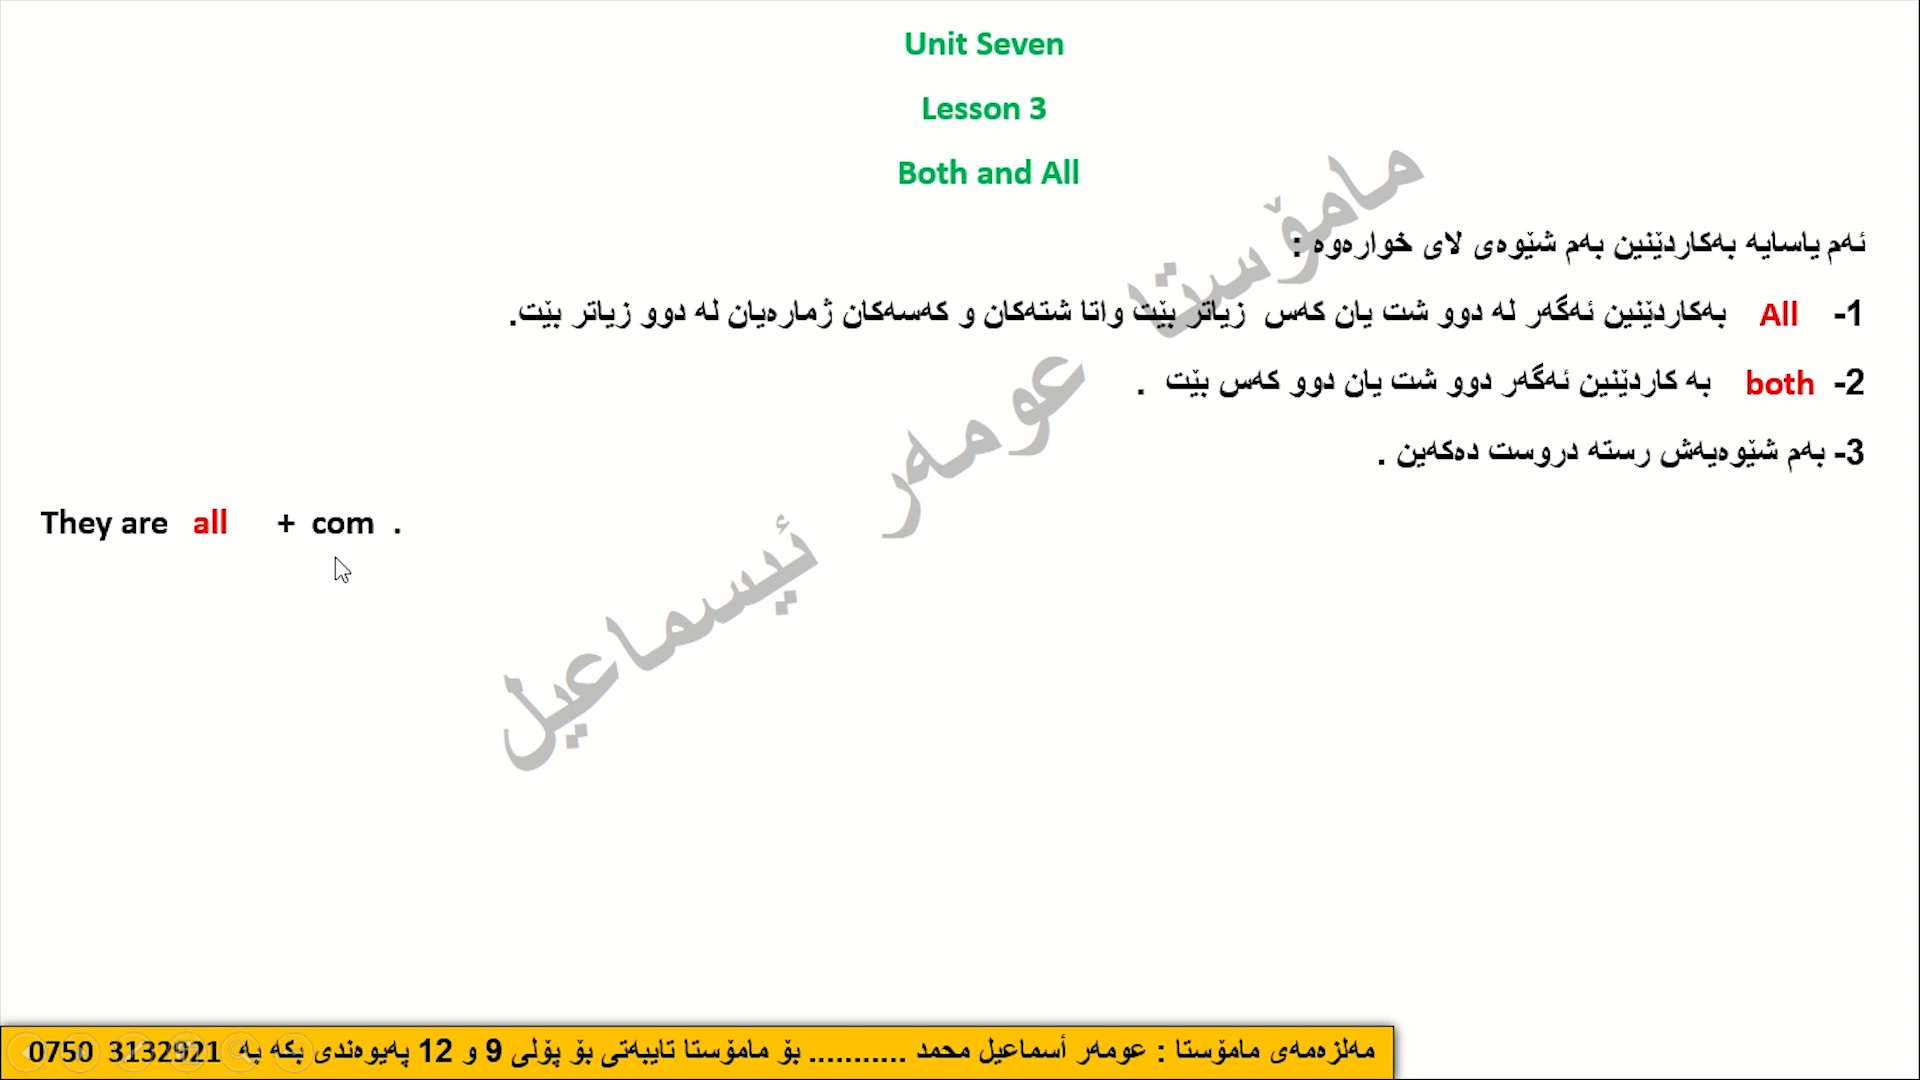 Unit Seven
Lesson 3
Both and All
ئەم یاسایە بەکاردێنین بەم شێوەی لای خوارەوە :
1- All بەکاردێنین ئەگەر لە دوو شت یان کەس زیاتر بێت واتا شتەکان و کەسەکان ژمارەیان لە دوو زیاتر بێت.
2- both بە کاردێنین ئەگەر دوو شت یان دوو کەس بێت .
3- بەم شێوەیەش رستە دروست دەکەین .
They are all + com .
مامۆستا عومەر ئیسماعیل
مەلزەمەی مامۆستا : عومەر أسماعیل محمد ........... بۆ مامۆستا تایبەتی بۆ پۆلی 9 و 12 پەیوەندی بکە بە 3132921 0750